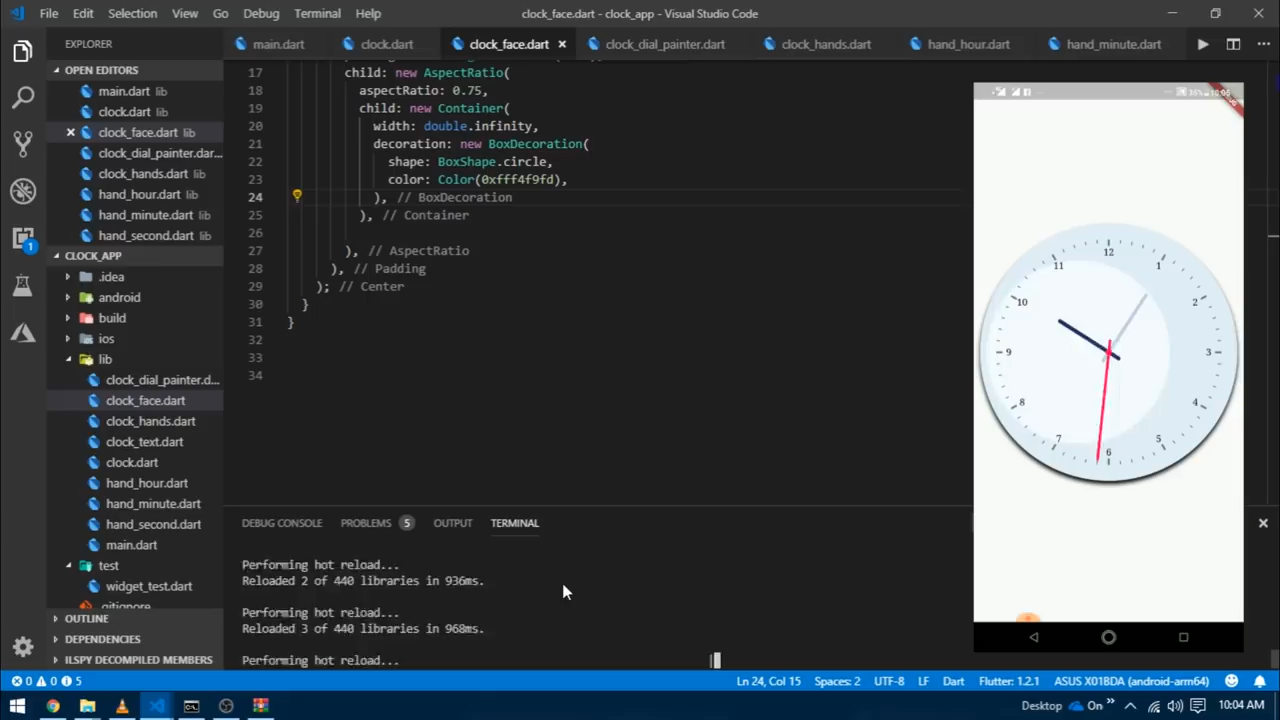 File Edit Selection View Go Debug Terminal Help clock_face.dart - clock_app - Visual Studio Code
EXPLORER
main.dart clock.dart clock_face.dart clock_dial_painter.dart clock_hands.dart hand_hour.dart hand_minute.dart
OPEN EDITORS
main.dart lib
clock.dart lib
clock_face.dart lib
clock_dial_painter.dar...
clock_hands.dart lib
hand_hour.dart lib
hand_minute.dart lib
hand_second.dart lib
1
CLOCK_APP
.idea
android
build
ios
lib
clock_dial_painter.d...
clock_face.dart
clock_hands.dart
clock_text.dart
clock.dart
hand_hour.dart
hand_minute.dart
hand_second.dart
main.dart
test
widget_test.dart
.gitignore
OUTLINE
DEPENDENCIES
ILSPY DECOMPILED MEMBERS
17 child: new AspectRatio(
18 aspectRatio: 0.75,
19 child: new Container(
20 width: double.infinity,
21 decoration: new BoxDecoration(
22 shape: BoxShape.circle,
23 color: Color(0xfff4f9fd),
24 ), // BoxDecoration
25 ), // Container
26
27 ), // AspectRatio
28 ), // Padding
29 ); // Center
30 }
31 }
32
33
34
DEBUG CONSOLE PROBLEMS 5 OUTPUT TERMINAL
Performing hot reload...
Reloaded 2 of 440 libraries in 936ms.
Performing hot reload...
Reloaded 3 of 440 libraries in 968ms.
Performing hot reload...
12
11 1
10 2
9 3
8 4
7 5
6
0 0 5 Ln 24, Col 15 Spaces: 2 UTF-8 LF Dart Flutter: 1.2.1 ASUS X01BDA (android-arm64)
Desktop On 10:04 AM